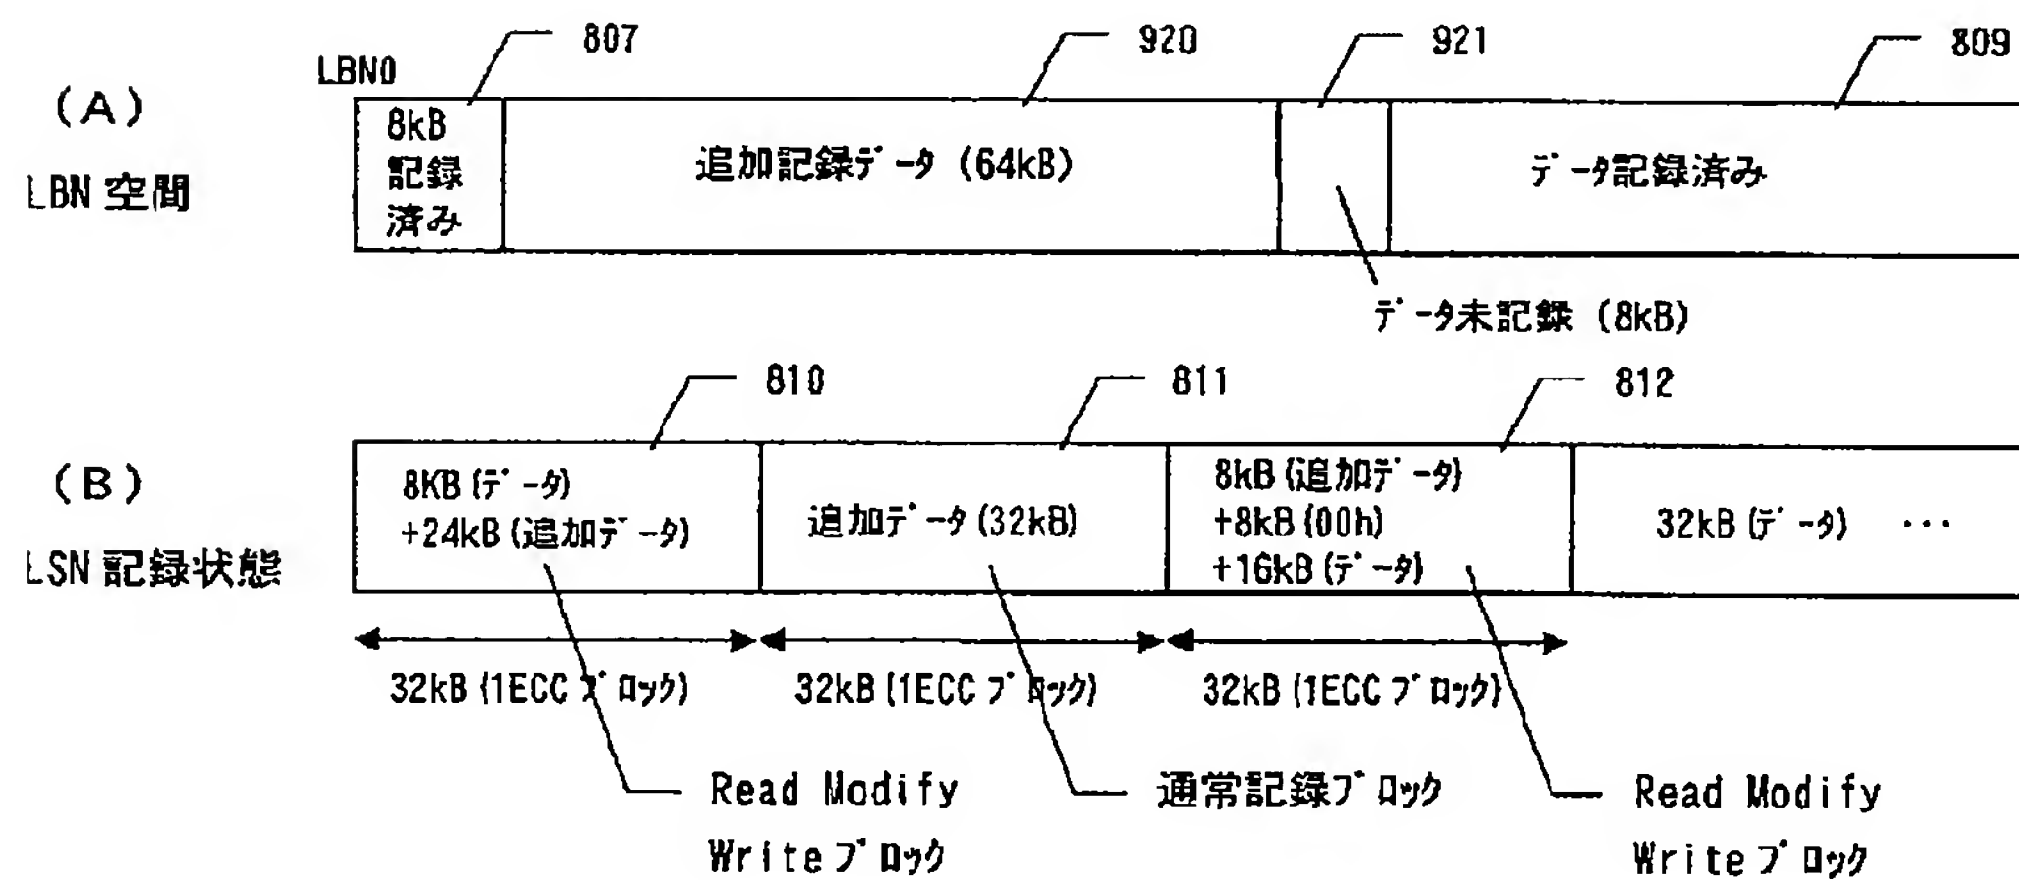 807
920
921
809
LBN0
(A)
LBN 空間
8kB
記録
済み
追加記録データ (64kB)
データ記録済み
データ未記録 (8kB)
810
811
812
(B)
LSN 記録状態
8KB (データ)
+24kB (追加データ)
追加データ (32kB)
8kB (追加データ)
+8kB (00h)
+16kB (データ)
32kB (データ) ・・・
32kB (1ECC ブロック)
32kB (1ECC ブロック)
32kB (1ECC ブロック)
Read Modify
Write ブロック
通常記録ブロック
Read Modify
Write ブロック